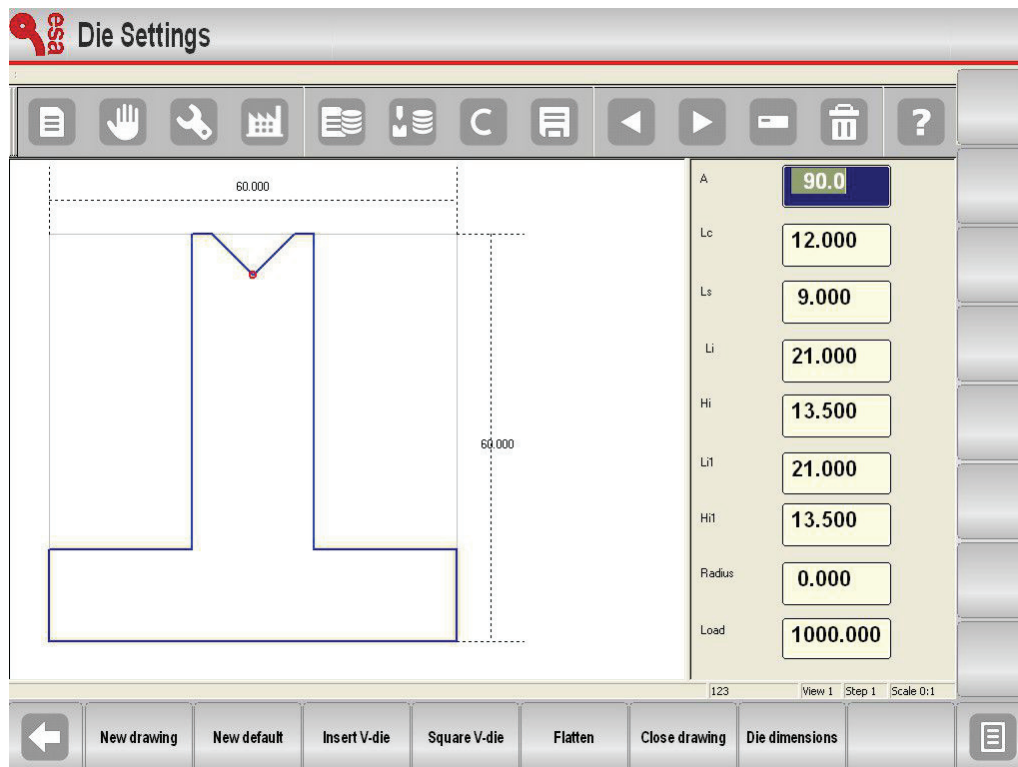 esa Die Settings
C ?
60.000
60.000
A 90.0
Lc 12.000
Ls 9.000
Li 21.000
Hi 13.500
Li1 21.000
Hi1 13.500
Radius 0.000
Load 1000.000
123 View 1 Step 1 Scale 0:1
New drawing New default Insert V-die Square V-die Flatten Close drawing Die dimensions